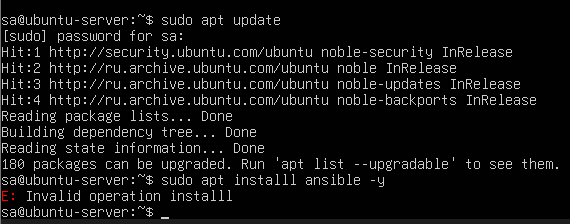 sa@ubuntu-server:~$ sudo apt update
[sudo] password for sa:
Hit:1 http://security.ubuntu.com/ubuntu noble-security InRelease
Hit:2 http://ru.archive.ubuntu.com/ubuntu noble InRelease
Hit:3 http://ru.archive.ubuntu.com/ubuntu noble-updates InRelease
Hit:4 http://ru.archive.ubuntu.com/ubuntu noble-backports InRelease
Reading package lists... Done
Building dependency tree... Done
Reading state information... Done
180 packages can be upgraded. Run 'apt list --upgradable' to see them.
sa@ubuntu-server:~$ sudo apt installl ansible -y
E: Invalid operation installl
sa@ubuntu-server:~$ _